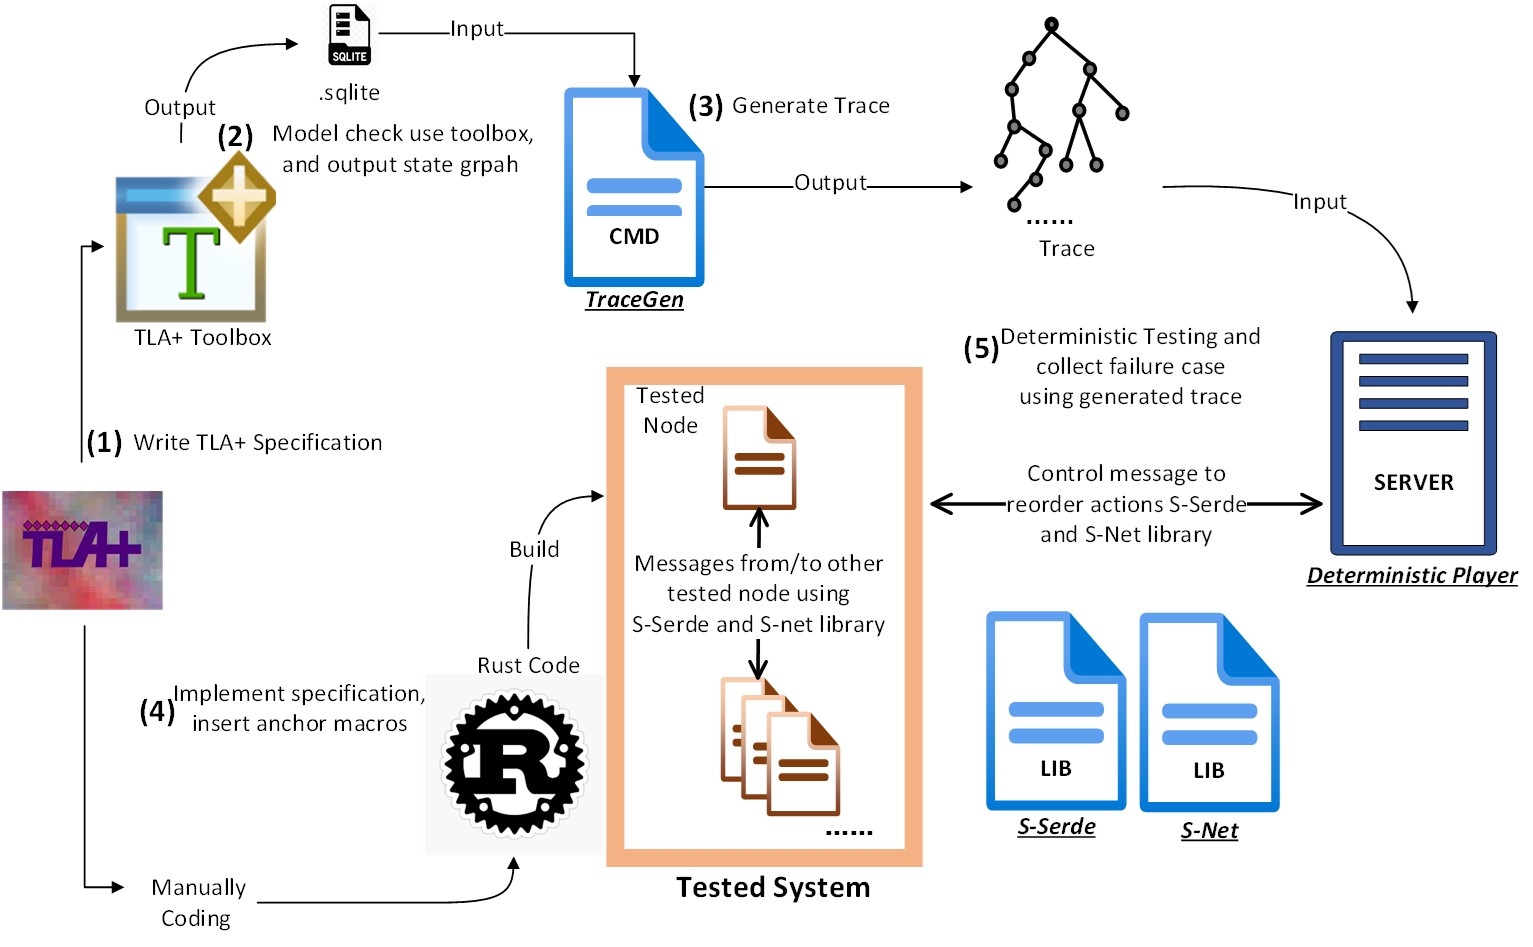 Input
SQLITE
.sqlite
Output
(2) Model check use toolbox,
and output state grpah
(3) Generate Trace
CMD
TraceGen
Output
......
Trace
Input
T
TLA+ Toolbox
(1) Write TLA+ Specification
TLA+
(5) Deterministic Testing and
collect failure case
using generated trace
SERVER
Deterministic Player
Control message to
reorder actions S-Serde
and S-Net library
Tested
Node
Messages from/to other
tested node using
S-Serde and S-net library
......
Tested System
Build
Rust Code
R
(4) Implement specification,
insert anchor macros
Manually
Coding
LIB
S-Serde
LIB
S-Net